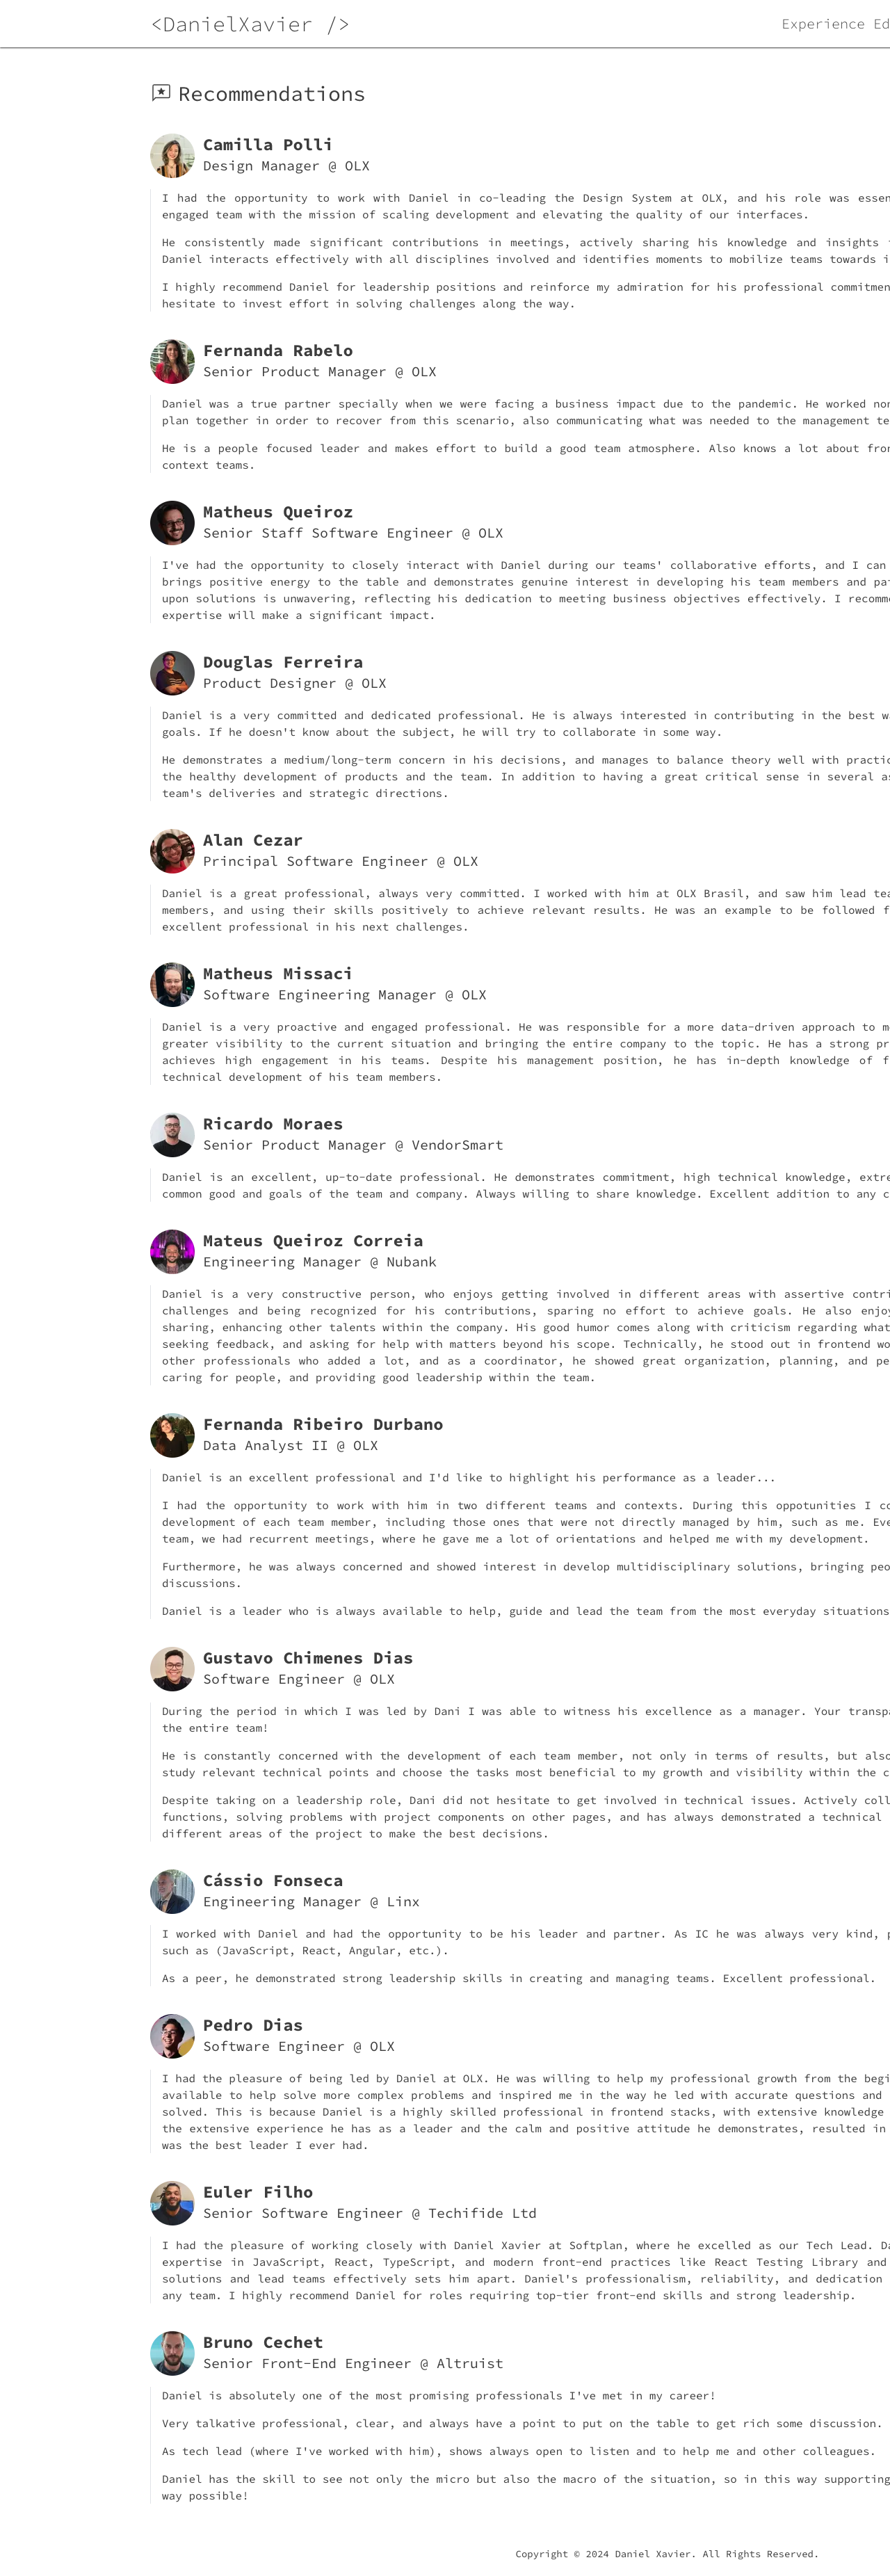 <DanielXavier />
Experience
Recommendations
Camilla Polli
Design Manager @ OLX
I had the opportunity to work with Daniel in co-leading the Design System at OLX, and his role was
engaged team with the mission of scaling development and elevating the quality of our interfaces.
He consistently made significant contributions in meetings, actively sharing his knowledge and insights
Daniel interacts effectively with all disciplines involved and identifies moments to mobilize teams towards
I highly recommend Daniel for leadership positions and reinforce my admiration for his professional
hesitate to invest effort in solving challenges along the way.
Fernanda Rabelo
Senior Product Manager @ OLX
Daniel was a true partner specially when we were facing a business impact due to the pandemic. He worked
plan together in order to recover from this scenario, also communicating what was needed to the management
He is a people focused leader and makes effort to build a good team atmosphere. Also knows a lot about
context teams.
Matheus Queiroz
Senior Staff Software Engineer @ OLX
I've had the opportunity to closely interact with Daniel during our teams' collaborative efforts, and I can
brings positive energy to the table and demonstrates genuine interest in developing his team members and
upon solutions is unwavering, reflecting his dedication to meeting business objectives effectively. I
expertise will make a significant impact.
Douglas Ferreira
Product Designer @ OLX
Daniel is a very committed and dedicated professional. He is always interested in contributing in the best
goals. If he doesn't know about the subject, he will try to collaborate in some way.
He demonstrates a medium/long-term concern in his decisions, and manages to balance theory well with
the healthy development of products and the team. In addition to having a great critical sense in several
team's deliveries and strategic directions.
Alan Cezar
Principal Software Engineer @ OLX
Daniel is a great professional, always very committed. I worked with him at OLX Brasil, and saw him lead
members, and using their skills positively to achieve relevant results. He was an example to be followed
excellent professional in his next challenges.
Matheus Missaci
Software Engineering Manager @ OLX
Daniel is a very proactive and engaged professional. He was responsible for a more data-driven approach to
greater visibility to the current situation and bringing the entire company to the topic. He has a strong
achieves high engagement in his teams. Despite his management position, he has in-depth knowledge of
technical development of his team members.
Ricardo Moraes
Senior Product Manager @ VendorSmart
Daniel is an excellent, up-to-date professional. He demonstrates commitment, high technical knowledge,
common good and goals of the team and company. Always willing to share knowledge. Excellent addition to any
Mateus Queiroz Correia
Engineering Manager @ Nubank
Daniel is a very constructive person, who enjoys getting involved in different areas with assertive
challenges and being recognized for his contributions, sparing no effort to achieve goals. He also
sharing, enhancing other talents within the company. His good humor comes along with criticism regarding what
seeking feedback, and asking for help with matters beyond his scope. Technically, he stood out in frontend
other professionals who added a lot, and as a coordinator, he showed great organization, planning, and
caring for people, and providing good leadership within the team.
Fernanda Ribeiro Durbano
Data Analyst II @ OLX
Daniel is an excellent professional and I'd like to highlight his performance as a leader...
I had the opportunity to work with him in two different teams and contexts. During this oppotunities I
development of each team member, including those ones that were not directly managed by him, such as me.
team, we had recurrent meetings, where he gave me a lot of orientations and helped me with my development.
Furthermore, he was always concerned and showed interest in develop multidisciplinary solutions, bringing
discussions.
Daniel is a leader who is always available to help, guide and lead the team from the most everyday situations
Gustavo Chimenes Dias
Software Engineer @ OLX
During the period in which I was led by Dani I was able to witness his excellence as a manager. Your
the entire team!
He is constantly concerned with the development of each team member, not only in terms of results, but also
study relevant technical points and choose the tasks most beneficial to my growth and visibility within the
Despite taking on a leadership role, Dani did not hesitate to get involved in technical issues. Actively
functions, solving problems with project components on other pages, and has always demonstrated a technical
different areas of the project to make the best decisions.
Cássio Fonseca
Engineering Manager @ Linx
I worked with Daniel and had the opportunity to be his leader and partner. As IC he was always very kind,
such as (JavaScript, React, Angular, etc.).
As a peer, he demonstrated strong leadership skills in creating and managing teams. Excellent professional.
Pedro Dias
Software Engineer @ OLX
I had the pleasure of being led by Daniel at OLX. He was willing to help my professional growth from the
available to help solve more complex problems and inspired me in the way he led with accurate questions and
solved. This is because Daniel is a highly skilled professional in frontend stacks, with extensive knowledge
the extensive experience he has as a leader and the calm and positive attitude he demonstrates, resulted in
was the best leader I ever had.
Euler Filho
Senior Software Engineer @ Techifide Ltd
I had the pleasure of working closely with Daniel Xavier at Softplan, where he excelled as our Tech Lead.
expertise in JavaScript, React, TypeScript, and modern front-end practices like React Testing Library and
solutions and lead teams effectively sets him apart. Daniel's professionalism, reliability, and dedication
any team. I highly recommend Daniel for roles requiring top-tier front-end skills and strong leadership.
Bruno Cechet
Senior Front-End Engineer @ Altruist
Daniel is absolutely one of the most promising professionals I've met in my career!
Very talkative professional, clear, and always have a point to put on the table to get rich some discussion.
As tech lead (where I've worked with him), shows always open to listen and to help me and other colleagues.
Daniel has the skill to see not only the micro but also the macro of the situation, so in this way supporting
way possible!
Copyright © 2024 Daniel Xavier. All Rights Reserved.